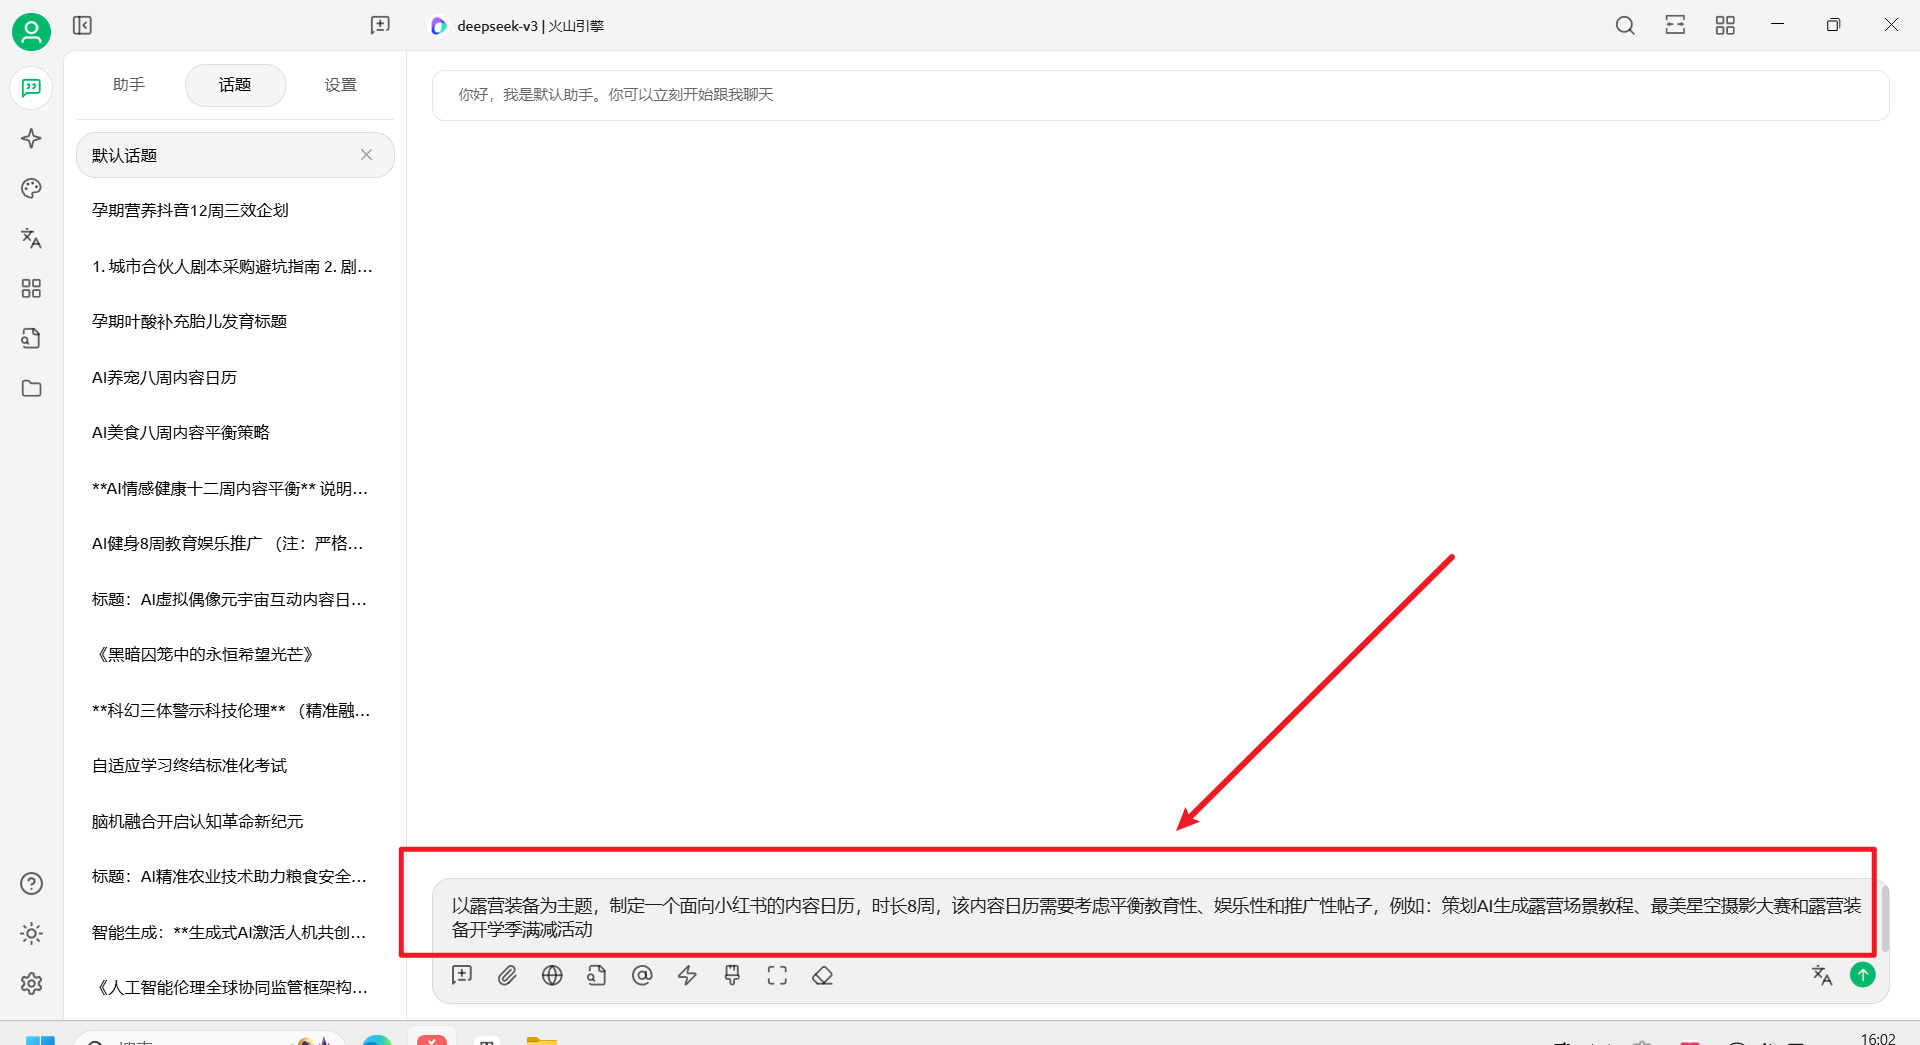 deepseek-v3 | 火山引擎
助手
话题
设置
默认话题
孕期营养抖音12周三效企划
1. 城市合伙人剧本采购避坑指南 2. 剧...
孕期叶酸补充胎儿发育标题
AI养宠八周内容日历
AI美食八周内容平衡策略
**AI情感健康十二周内容平衡** 说明...
AI健身8周教育娱乐推广 （注：严格...
标题：AI虚拟偶像元宇宙互动内容日...
《黑暗囚笼中的永恒希望光芒》
**科幻三体警示科技伦理** （精准融...
自适应学习终结标准化考试
脑机融合开启认知革命新纪元
标题：AI精准农业技术助力粮食安全...
智能生成：**生成式AI激活人机共创...
《人工智能伦理全球协同监管框架构...
你好，我是默认助手。你可以立刻开始跟我聊天
以露营装备为主题，制定一个面向小红书的内容日历，时长8周，该内容日历需要考虑平衡教育性、娱乐性和推广性帖子，例如：策划AI生成露营场景教程、最美星空摄影大赛和露营装
备开学季满减活动
16:02